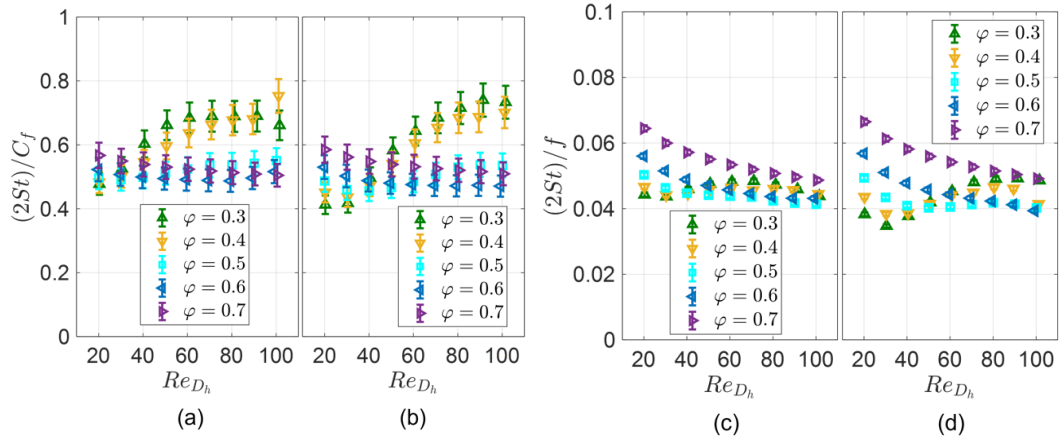 (2St)/C_f
1
0.8
0.6
0.4
0.2
0
φ = 0.3
φ = 0.4
φ = 0.5
φ = 0.6
φ = 0.7
20 40 60 80 100
Re_{D_h}
(a)
φ = 0.3
φ = 0.4
φ = 0.5
φ = 0.6
φ = 0.7
20 40 60 80 100
Re_{D_h}
(b)
(2St)/f
0.1
0.08
0.06
0.04
0.02
0
φ = 0.3
φ = 0.4
φ = 0.5
φ = 0.6
φ = 0.7
20 40 60 80 100
Re_{D_h}
(c)
φ = 0.3
φ = 0.4
φ = 0.5
φ = 0.6
φ = 0.7
20 40 60 80 100
Re_{D_h}
(d)